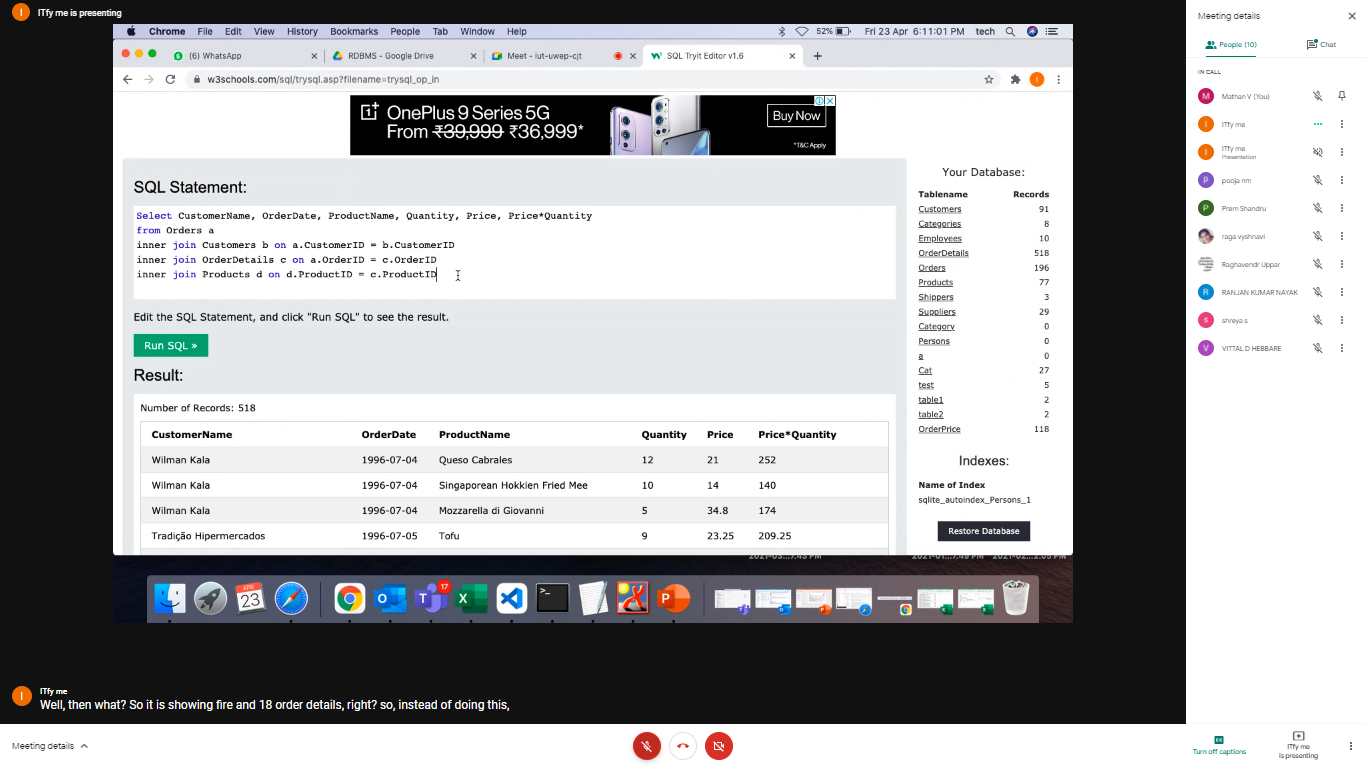 I ITfy me is presenting
Chrome File Edit View History Bookmarks People Tab Window Help 52% Fri 23 Apr 6:11:01 PM tech
(6) WhatsApp RDBMS - Google Drive Meet - iut-uwep-cjt SQL Tryit Editor v1.6
w3schools.com/sql/trysql.asp?filename=trysql_op_in I
OnePlus 9 Series 5G
From ₹39,999 ₹36,999*
Buy Now
*T&C Apply
SQL Statement:
Select CustomerName, OrderDate, ProductName, Quantity, Price, Price*Quantity
from Orders a
inner join Customers b on a.CustomerID = b.CustomerID
inner join OrderDetails c on a.OrderID = c.OrderID
inner join Products d on d.ProductID = c.ProductID
Edit the SQL Statement, and click "Run SQL" to see the result.
Run SQL »
Result:
Number of Records: 518
CustomerName OrderDate ProductName Quantity Price Price*Quantity
Wilman Kala 1996-07-04 Queso Cabrales 12 21 252
Wilman Kala 1996-07-04 Singaporean Hokkien Fried Mee 10 14 140
Wilman Kala 1996-07-04 Mozzarella di Giovanni 5 34.8 174
Tradição Hipermercados 1996-07-05 Tofu 9 23.25 209.25
Your Database:
Tablename Records
Customers 91
Categories 8
Employees 10
OrderDetails 518
Orders 196
Products 77
Shippers 3
Suppliers 29
Category 0
Persons 0
a 0
Cat 27
test 5
table1 2
table2 2
OrderPrice 118
Indexes:
Name of Index
sqlite_autoindex_Persons_1
Restore Database
APR
23
17
I ITfy me
Well, then what? So it is showing fire and 18 order details, right? so, instead of doing this,
Meeting details
Meeting details
People (10) Chat
IN CALL
M Mathan V (You)
I ITfy me
I ITfy me
Presentation
P pooja nm
P Prem Shandru
raga vyshnavi
Raghavendr Uppar
R RANJAN KUMAR NAYAK
S shreya s
V VITTAL D HEBBARE
Turn off captions
ITfy me
is presenting